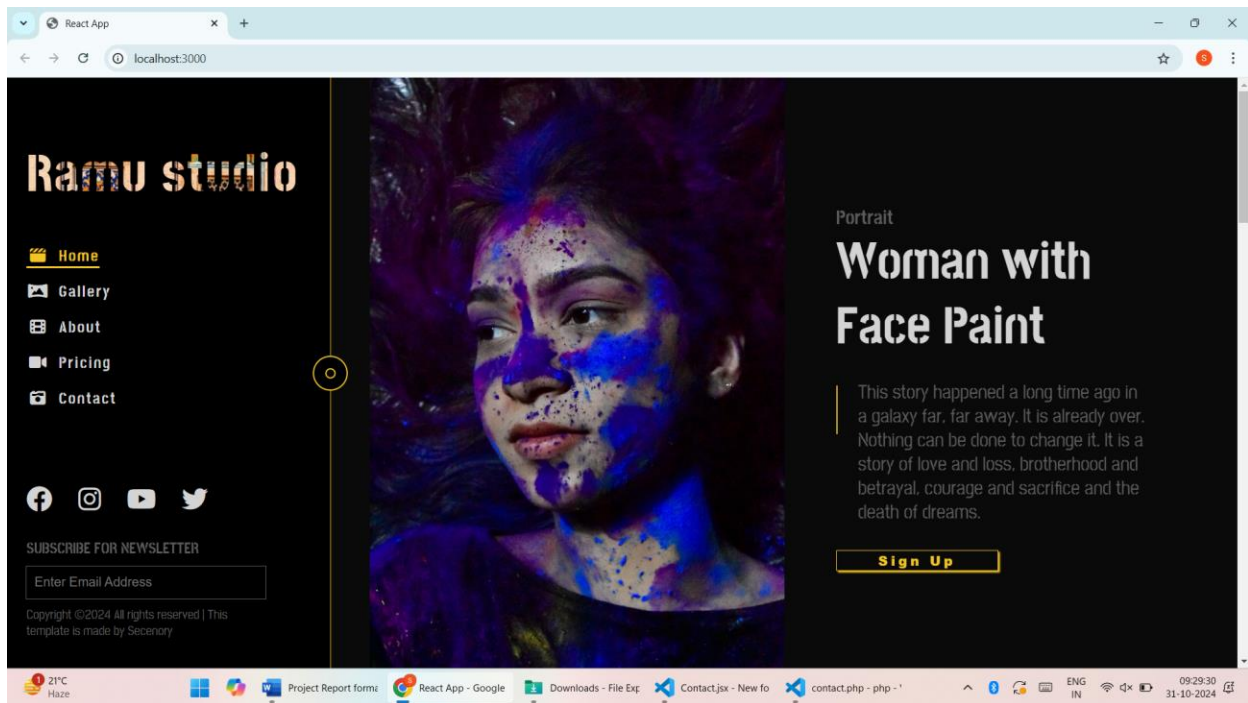 React App
localhost:3000
S
Ramu studio
Home
Gallery
About
Pricing
Contact
SUBSCRIBE FOR NEWSLETTER
Enter Email Address
Copyright ©2024 All rights reserved | This
template is made by Secenory
Portrait
Woman with
Face Paint
This story happened a long time ago in
a galaxy far, far away. It is already over.
Nothing can be done to change it. It is a
story of love and loss, brotherhood and
betrayal, courage and sacrifice and the
death of dreams.
Sign Up
1
21°C
Haze
Project Report forma
React App - Google
Downloads - File Exp
Contact.jsx - New fo
contact.php - php - '
ENG
IN
09:29:30
31-10-2024